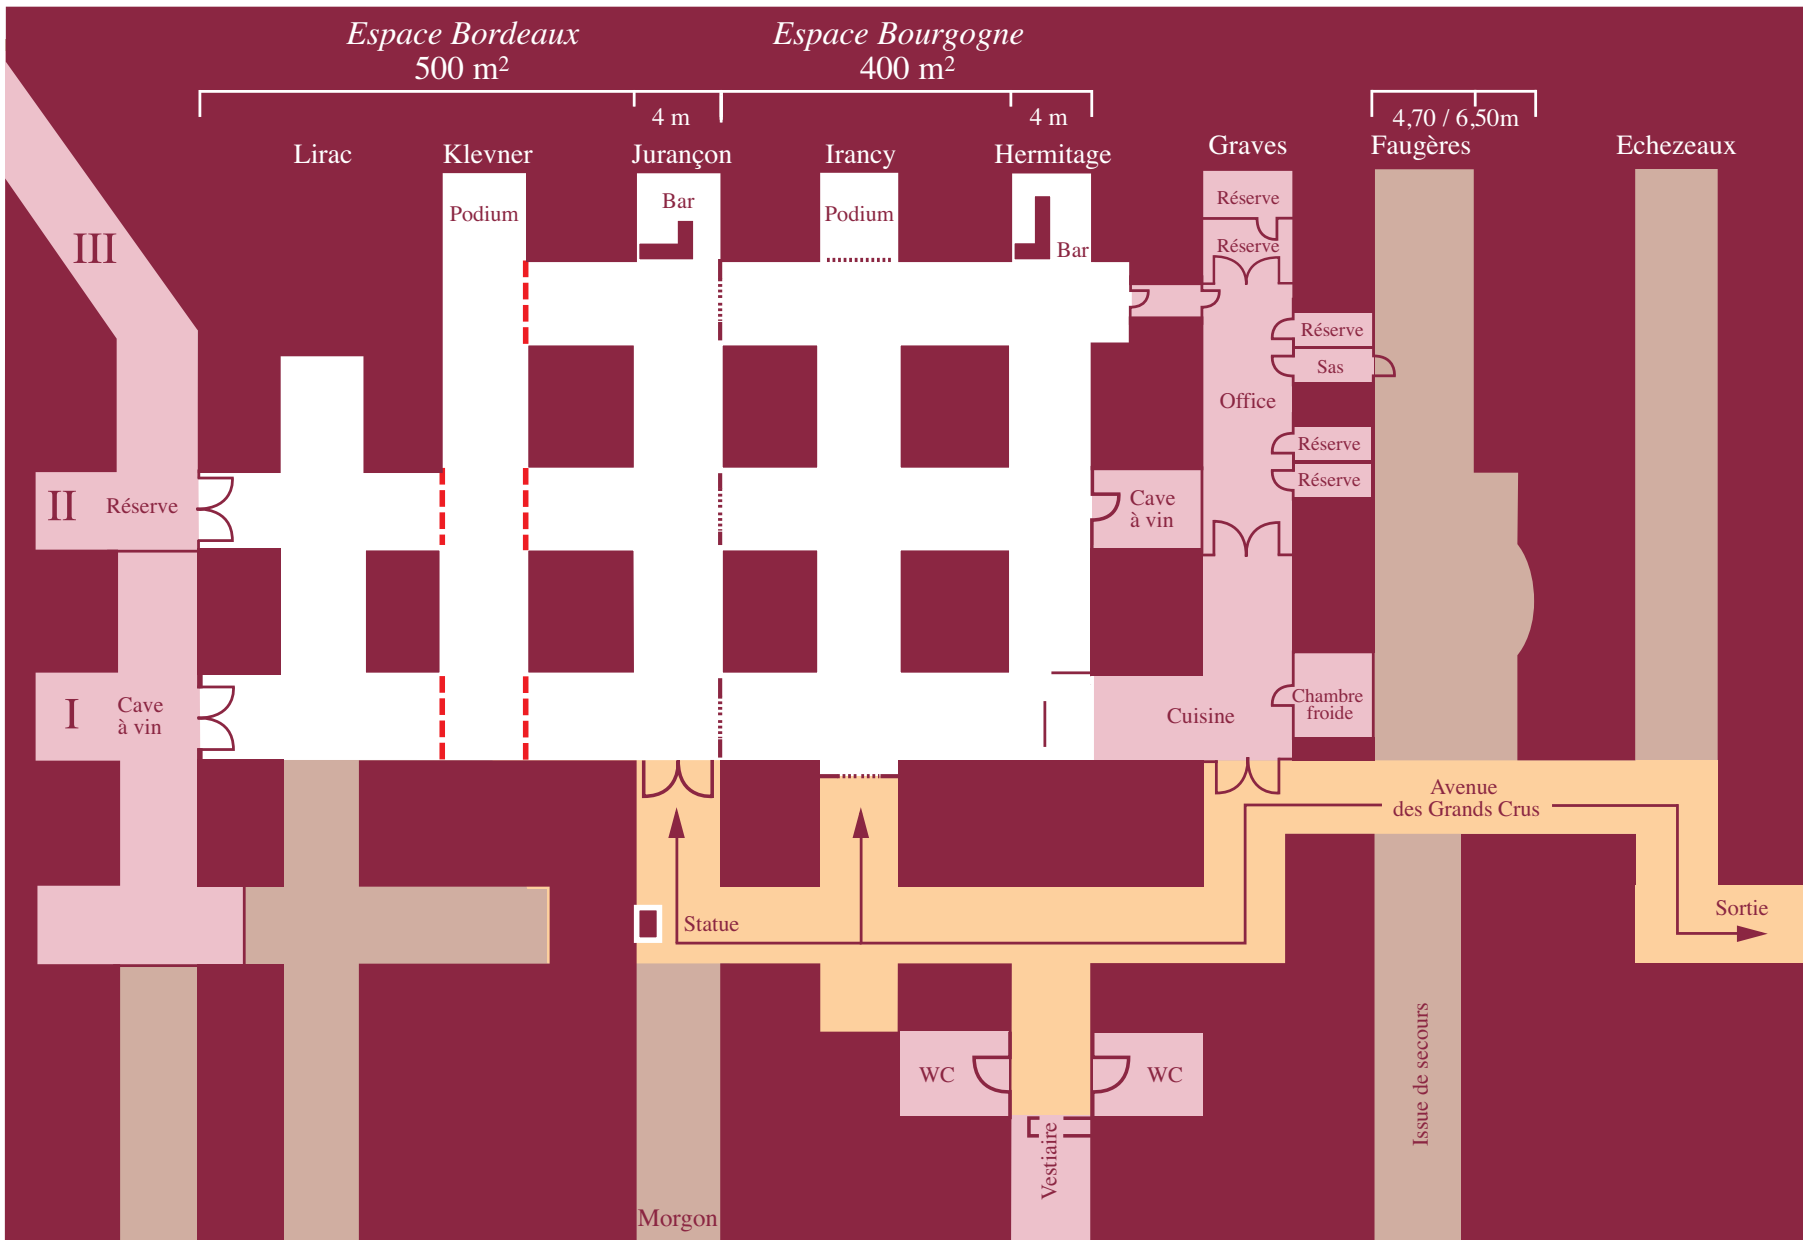 Espace Bordeaux
500 m²
Espace Bourgogne
400 m²
4 m
4 m
4,70 / 6,50m
Lirac
Klevner
Jurançon
Irancy
Hermitage
Graves
Faugères
Echezeaux
Podium
Bar
Podium
Bar
Réserve
Réserve
III
Réserve
Sas
Office
Réserve
Réserve
II
Réserve
Cave
à vin
I
Cave
à vin
Cuisine
Chambre
froide
Avenue
des Grands Crus
Statue
Sortie
WC
WC
Vestiaire
Issue de secours
Morgon